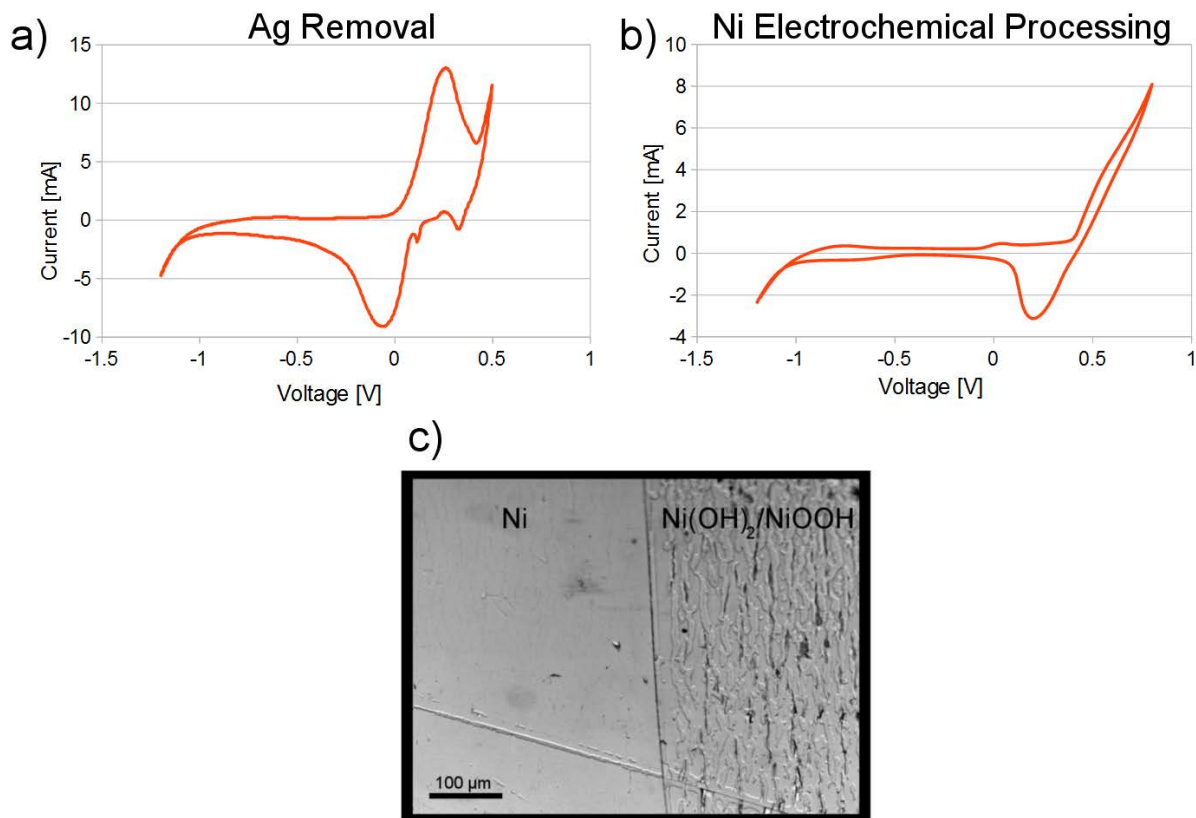 a)
Ag Removal
15
10
5
0
-5
-10
-1.5
-1
-0.5
0
0.5
1
Current [mA]
Voltage [V]
b)
Ni Electrochemical Processing
10
8
6
4
2
0
-2
-4
-1.5
-1
-0.5
0
0.5
1
Current [mA]
Voltage [V]
c)
Ni
Ni(OH)₂/NiOOH
100 µm